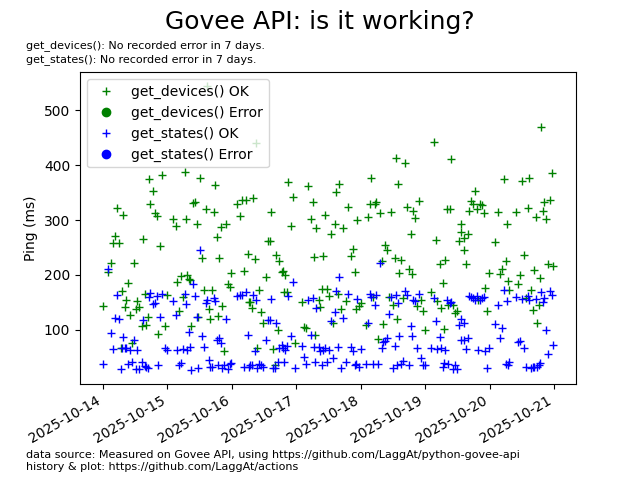 Govee API: is it working?
get_devices(): No recorded error in 7 days.
get_states(): No recorded error in 7 days.
get_devices() OK
get_devices() Error
get_states() OK
get_states() Error
Ping (ms)
500
400
300
200
100
2025-10-14
2025-10-15
2025-10-16
2025-10-17
2025-10-18
2025-10-19
2025-10-20
2025-10-21
data source: Measured on Govee API, using https://github.com/LaggAt/python-govee-api
history & plot: https://github.com/LaggAt/actions